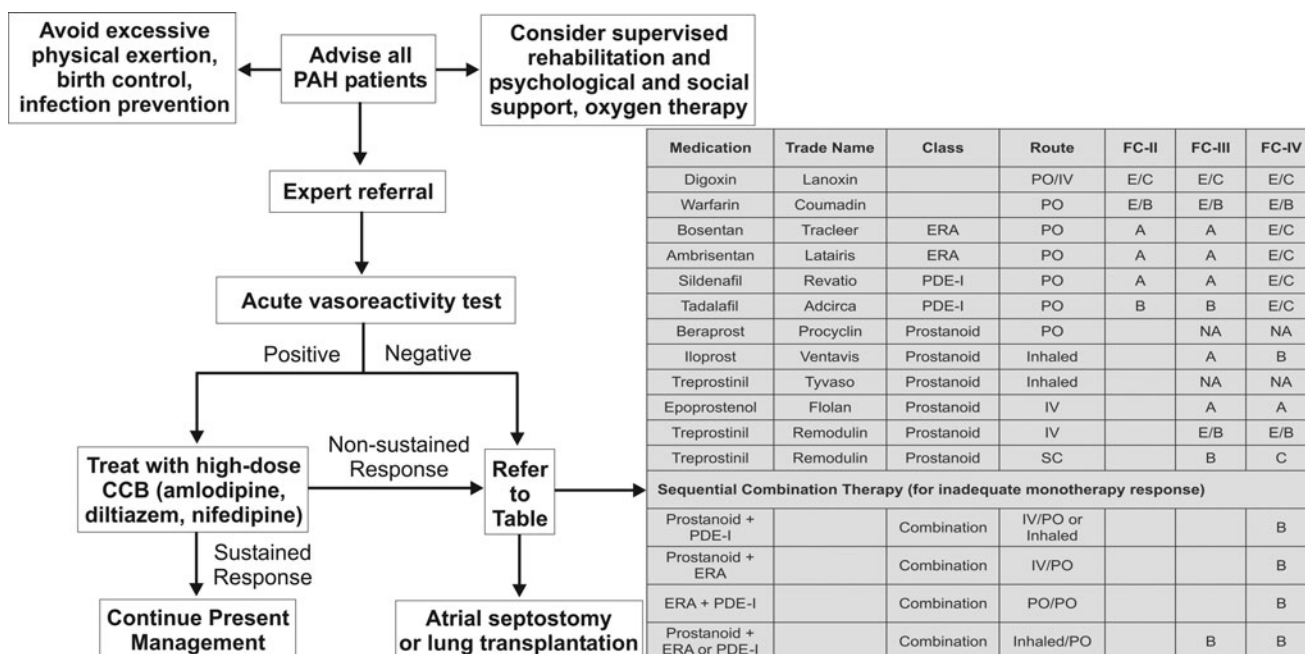 Avoid excessive
physical exertion,
birth control,
infection prevention
Advise all
PAH patients
Consider supervised
rehabilitation and
psychological and social
support, oxygen therapy
Expert referral
Acute vasoreactivity test
Positive
Negative
Treat with high-dose
CCB (amlodipine,
diltiazem, nifedipine)
Non-sustained
Response
Refer
to
Table
Sustained
Response
Continue Present
Management
Atrial septostomy
or lung transplantation
Medication Trade Name Class Route FC-II FC-III FC-IV
Digoxin Lanoxin PO/IV E/C E/C E/C
Warfarin Coumadin PO E/B E/B E/B
Bosentan Tracleer ERA PO A A E/C
Ambrisentan Latairis ERA PO A A E/C
Sildenafil Revatio PDE-I PO A A E/C
Tadalafil Adcirca PDE-I PO B B E/C
Beraprost Procyclin Prostanoid PO NA NA
Iloprost Ventavis Prostanoid Inhaled A B
Treprostinil Tyvaso Prostanoid Inhaled NA NA
Epoprostenol Flolan Prostanoid IV A A
Treprostinil Remodulin Prostanoid IV E/B E/B
Treprostinil Remodulin Prostanoid SC B C
Sequential Combination Therapy (for inadequate monotherapy response)
Prostanoid +
PDE-I
Combination
IV/PO or
Inhaled
B
Prostanoid +
ERA
Combination IV/PO B
ERA + PDE-I Combination PO/PO B
Prostanoid +
ERA or PDE-I
Combination Inhaled/PO B B